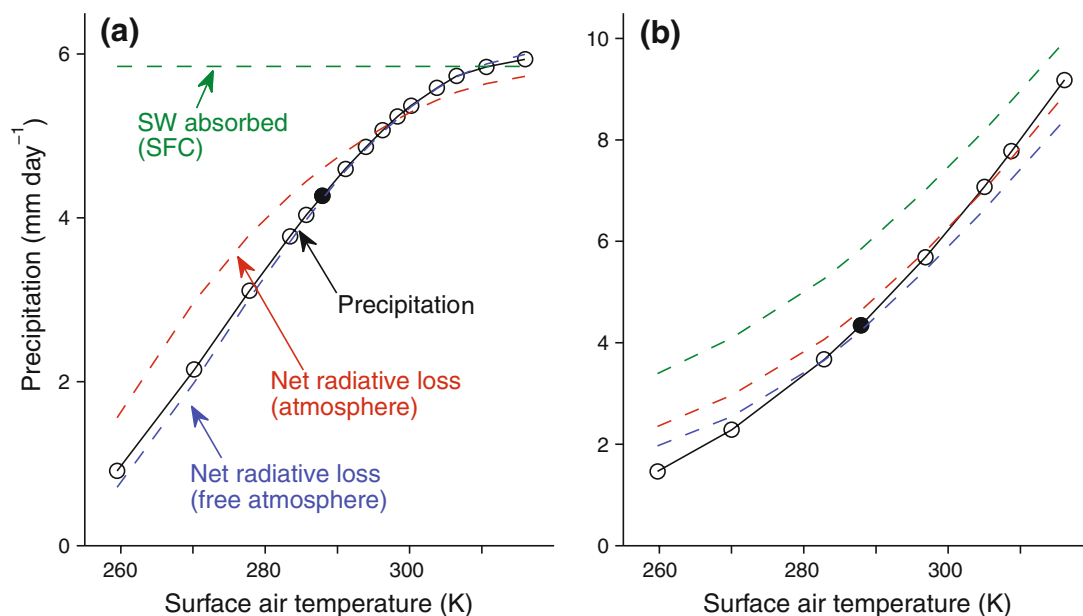 (a)
(b)
Precipitation (mm day⁻¹)
6
4
2
0
10
8
6
4
2
0
SW absorbed
(SFC)
Precipitation
Net radiative loss
(atmosphere)
Net radiative loss
(free atmosphere)
260
280
300
260
280
300
Surface air temperature (K)
Surface air temperature (K)